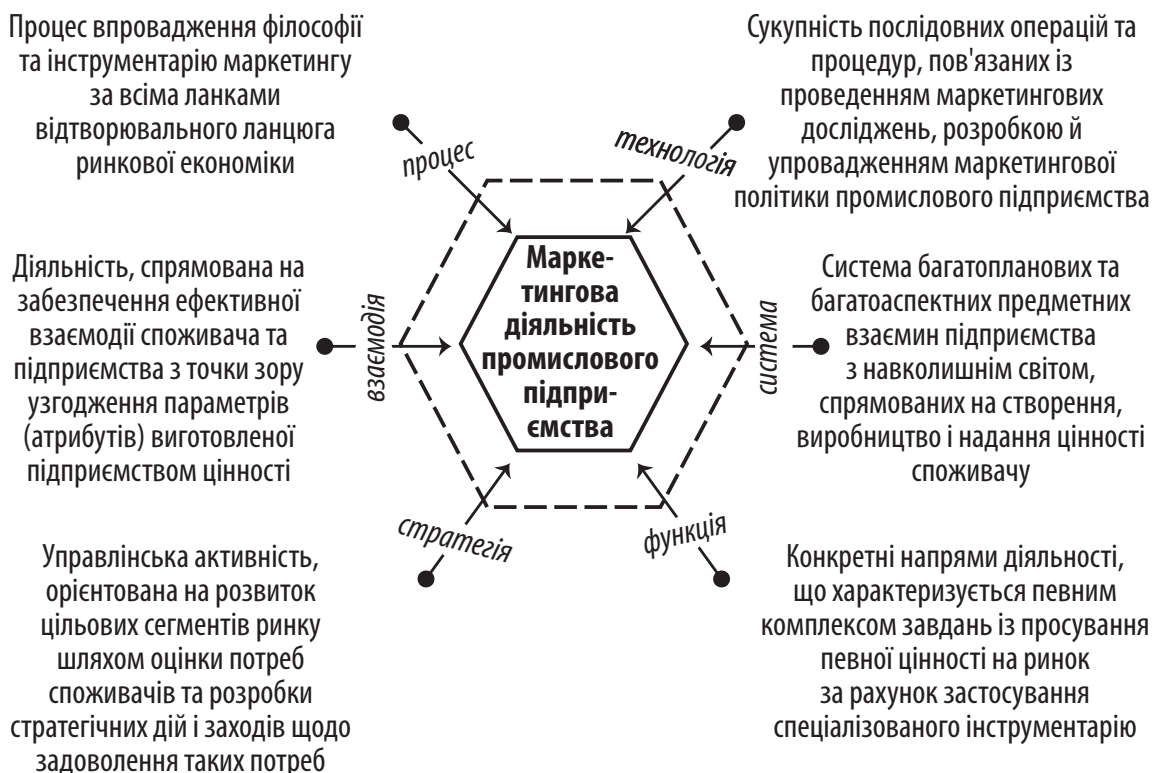 Процес впровадження філософії
та інструментарію маркетингу
за всіма ланками
відтворювального ланцюга
ринкової економіки
процес
Сукупність послідовних операцій та
процедур, пов'язаних із
проведенням маркетингових
досліджень, розробкою й
упровадженням маркетингової
політики промислового підприємства
технологія
Діяльність, спрямована на
забезпечення ефективної
взаємодії споживача та
підприємства з точки зору
узгодження параметрів
(атрибутів) виготовленої
підприємством цінності
взаємодія
Марке-
тингова
діяльність
промислового
підпри-
ємства
система
Система багатопланових та
багатоаспектних предметних
взаємин підприємства
з навколишнім світом,
спрямованих на створення,
виробництво і надання цінності
споживачу
стратегія
Управлінська активність,
орієнтована на розвиток
цільових сегментів ринку
шляхом оцінки потреб
споживачів та розробки
стратегічних дій і заходів щодо
задоволення таких потреб
функція
Конкретні напрями діяльності,
що характеризується певним
комплексом завдань із просування
певної цінності на ринок
за рахунок застосування
спеціалізованого інструментарію